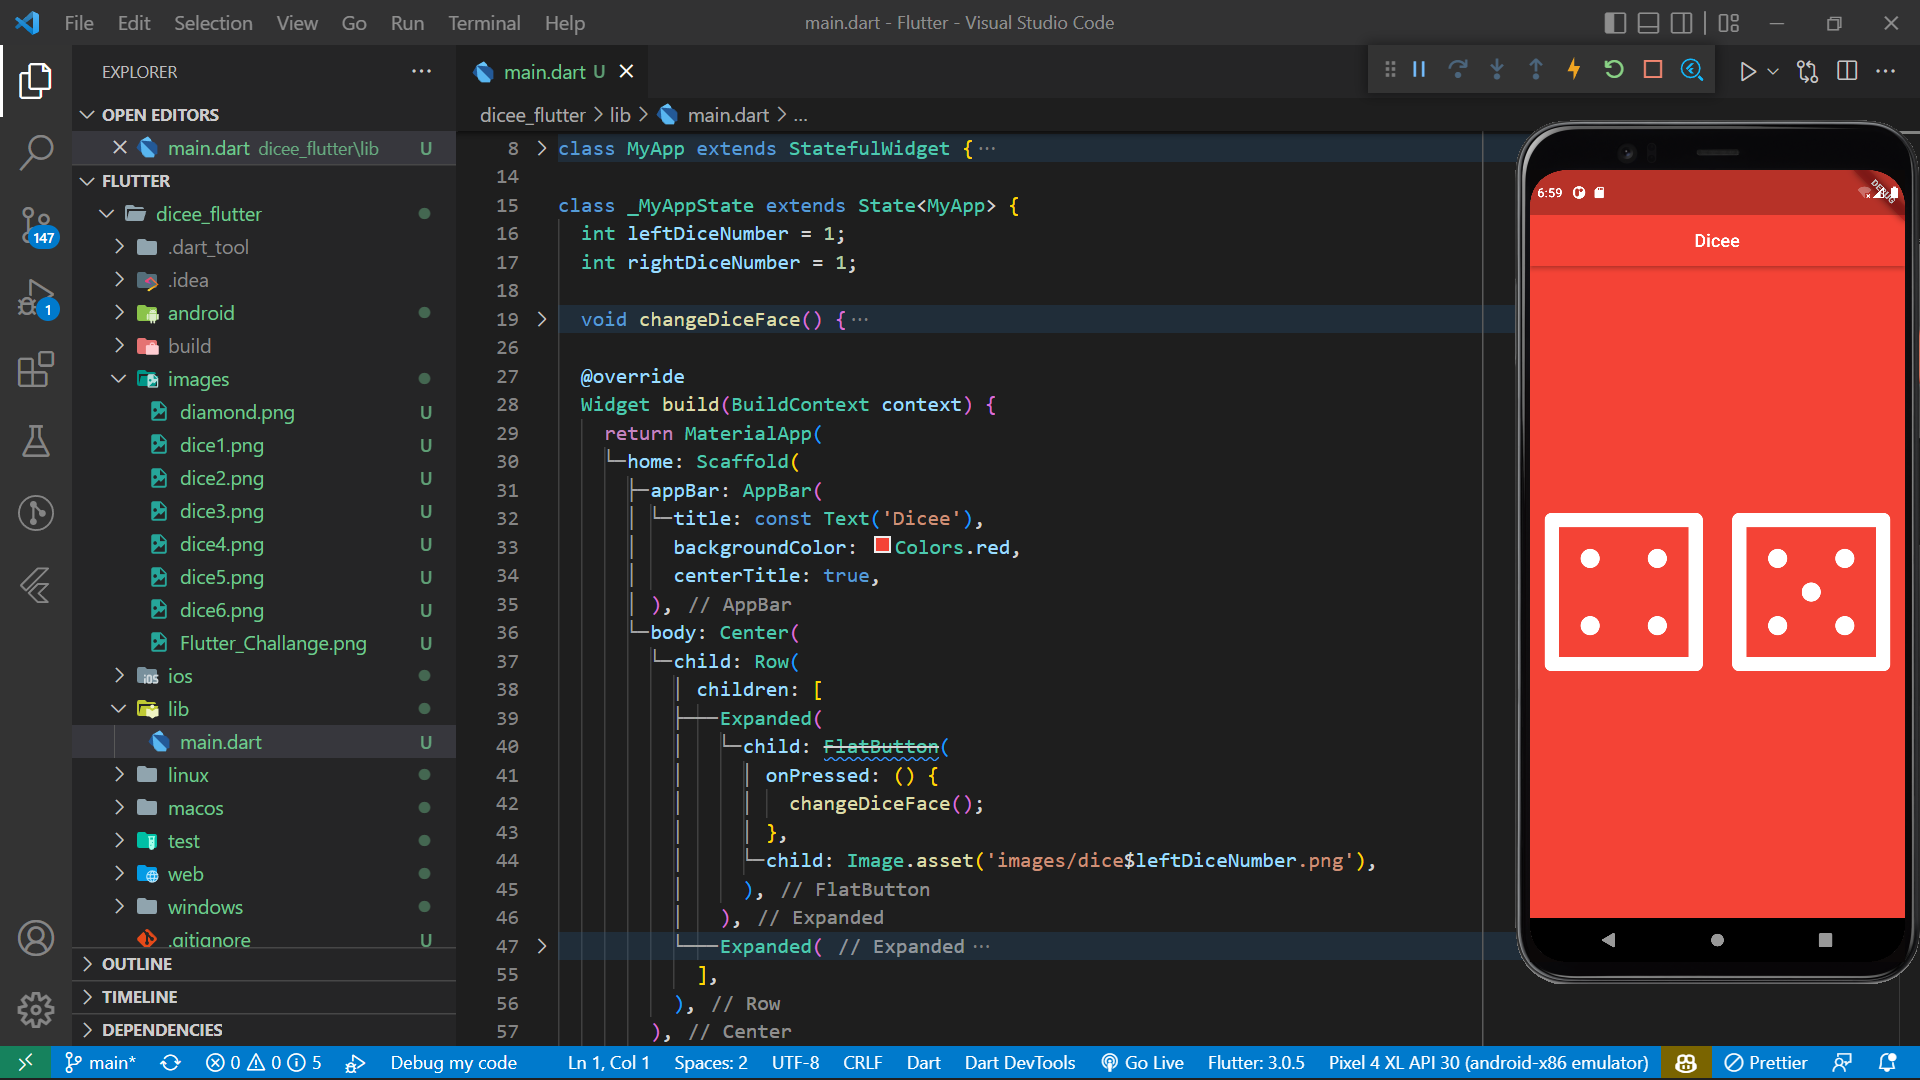 File Edit Selection View Go Run Terminal Help
main.dart - Flutter - Visual Studio Code
EXPLORER
OPEN EDITORS
main.dart dicee_flutter\lib U
FLUTTER
dicee_flutter
.dart_tool
.idea
android
build
images
diamond.png U
dice1.png U
dice2.png U
dice3.png U
dice4.png U
dice5.png U
dice6.png U
Flutter_Challange.png U
ios
lib
main.dart U
linux
macos
test
web
windows
.gitignore U
OUTLINE
TIMELINE
DEPENDENCIES
147
1
main.dart U
dicee_flutter > lib > main.dart > ...
8 class MyApp extends StatefulWidget { ...
14
15 class _MyAppState extends State<MyApp> {
16 int leftDiceNumber = 1;
17 int rightDiceNumber = 1;
18
19 void changeDiceFace() { ...
26
27 @override
28 Widget build(BuildContext context) {
29 return MaterialApp(
30 home: Scaffold(
31 appBar: AppBar(
32 title: const Text('Dicee'),
33 backgroundColor: Colors.red,
34 centerTitle: true,
35 ), // AppBar
36 body: Center(
37 child: Row(
38 children: [
39 Expanded(
40 child: FlatButton(
41 onPressed: () {
42 changeDiceFace();
43 },
44 child: Image.asset('images/dice$leftDiceNumber.png'),
45 ), // FlatButton
46 ), // Expanded
47 Expanded( // Expanded ...
55 ],
56 ), // Row
57 ), // Center
6:59
DEBUG
Dicee
main* 0 0 5 Debug my code Ln 1, Col 1 Spaces: 2 UTF-8 CRLF Dart Dart DevTools Go Live Flutter: 3.0.5 Pixel 4 XL API 30 (android-x86 emulator) Prettier